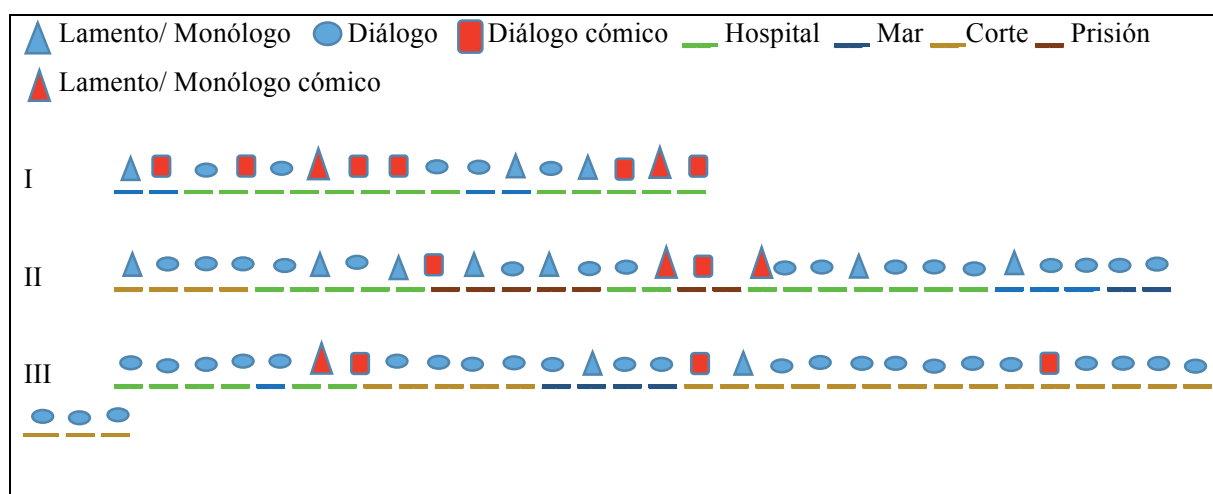 Lamento/ Monólogo Diálogo Diálogo cómico Hospital Mar Corte Prisión
Lamento/ Monólogo cómico
I
II
III